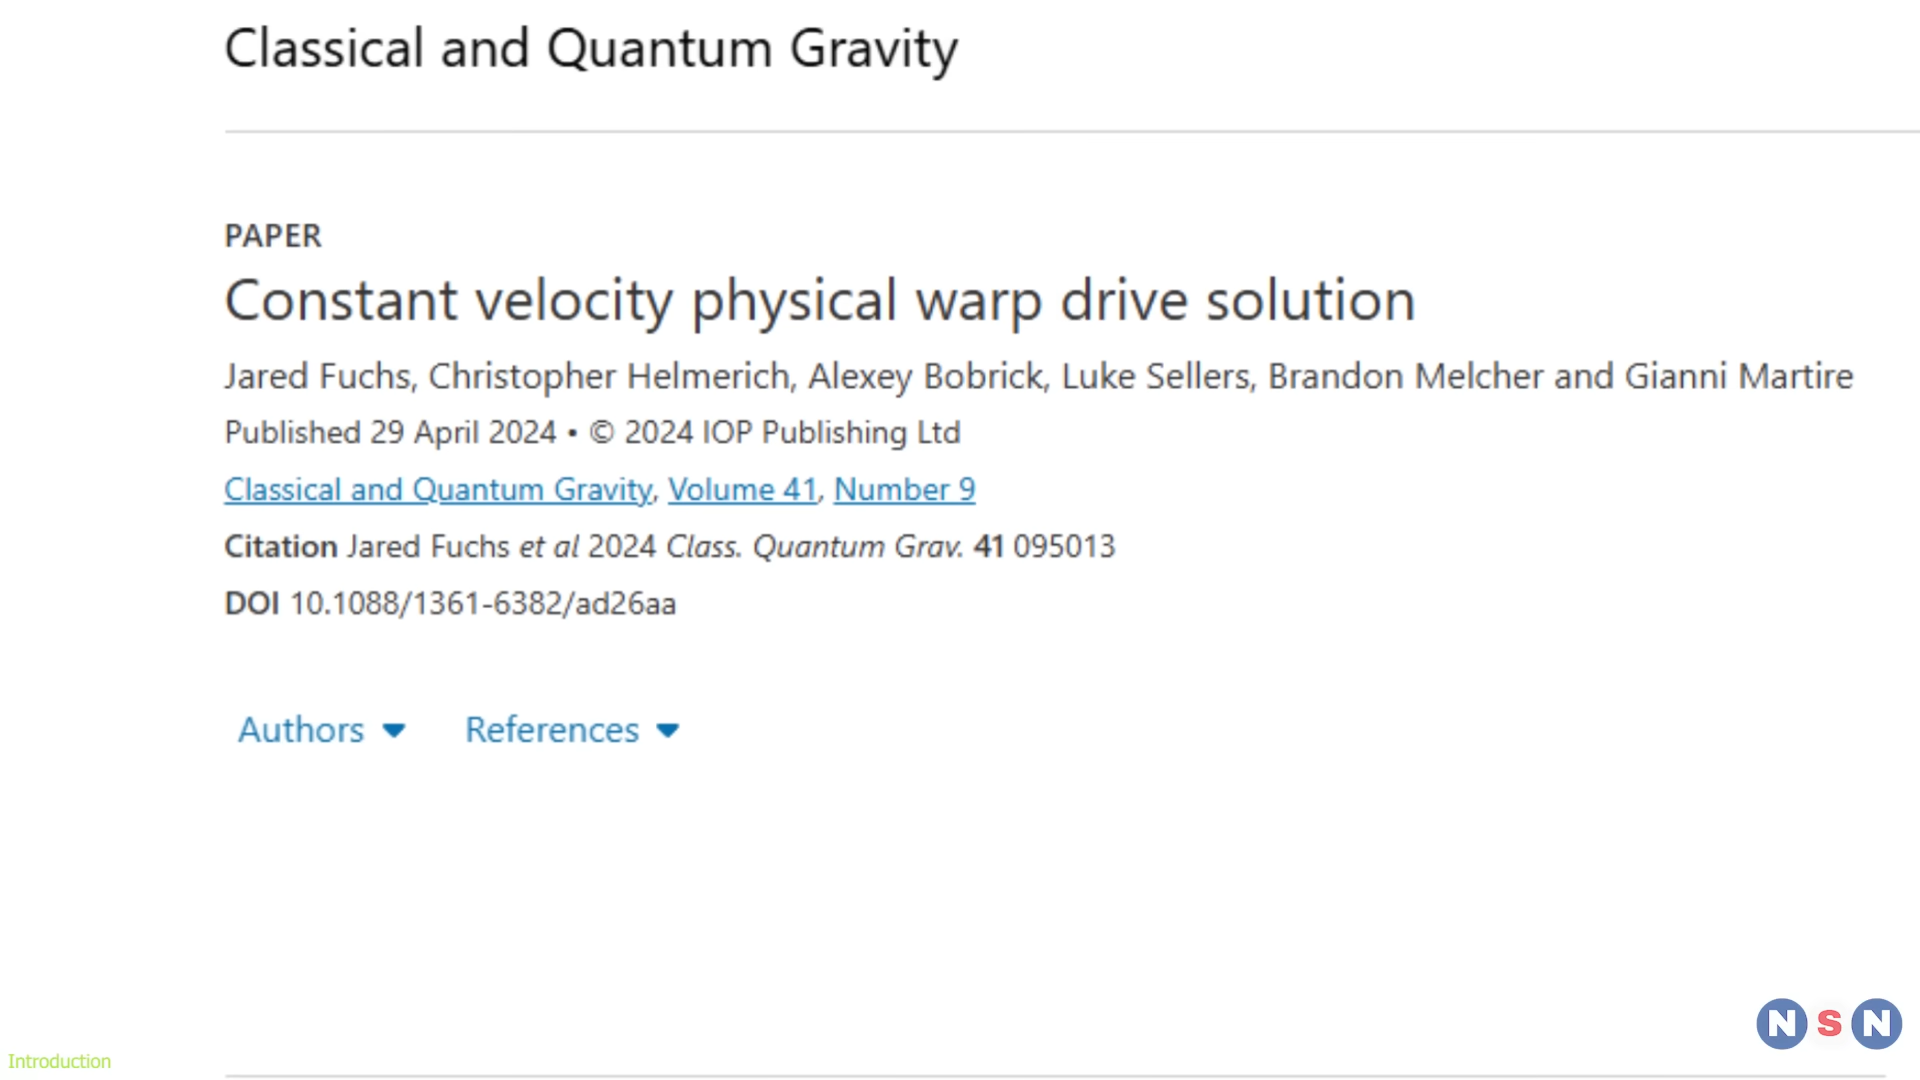 Classical and Quantum Gravity
PAPER
Constant velocity physical warp drive solution
Jared Fuchs, Christopher Helmerich, Alexey Bobrick, Luke Sellers, Brandon Melcher and Gianni Martire
Published 29 April 2024 • © 2024 IOP Publishing Ltd
Classical and Quantum Gravity, Volume 41, Number 9
Citation Jared Fuchs et al 2024 Class. Quantum Grav. 41 095013
DOI 10.1088/1361-6382/ad26aa
Authors References
N S N
Introduction